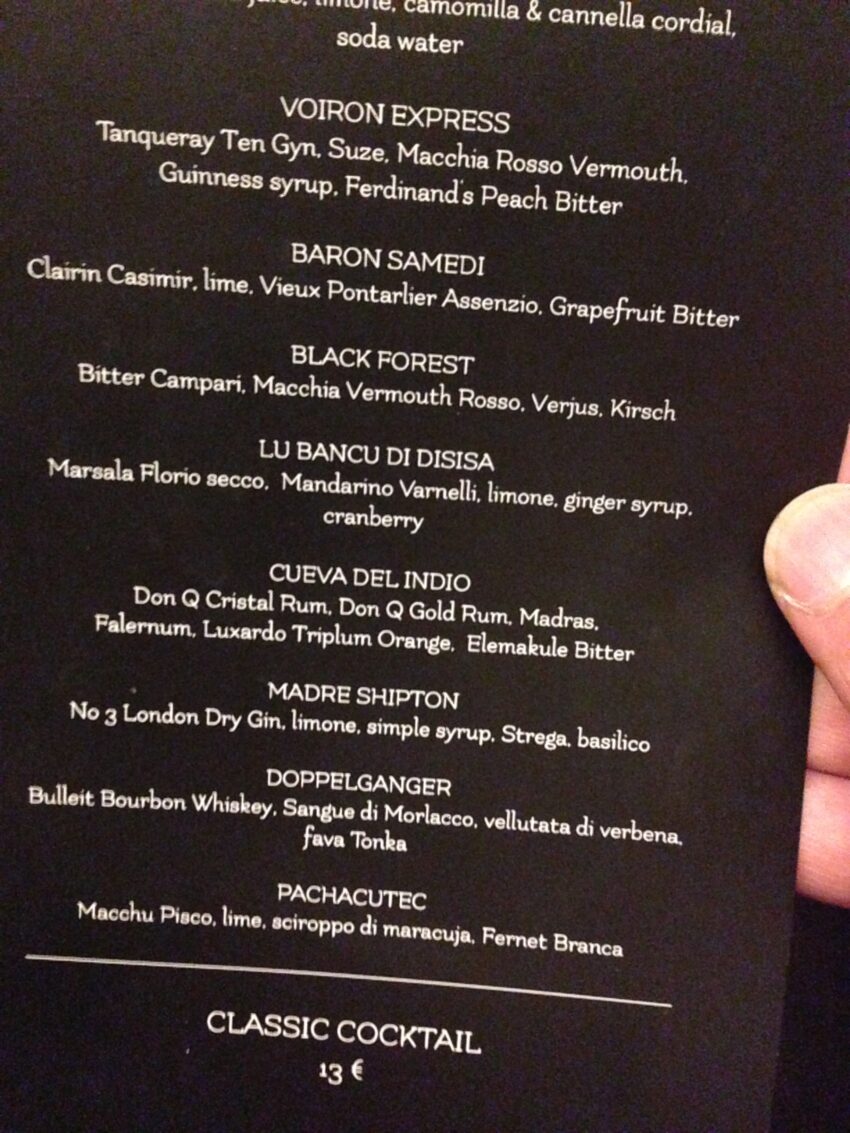 limone, camomilla & cannella cordial,
soda water
VOIRON EXPRESS
Tanqueray Ten Gyn, Suze, Macchia Rosso Vermouth,
Guinness syrup, Ferdinand's Peach Bitter
BARON SAMEDI
Clairin Casimir, lime, Vieux Pontarlier Assenzio, Grapefruit Bitter
BLACK FOREST
Bitter Campari, Macchia Vermouth Rosso, Verjus, Kirsch
LU BANCU DI DISISA
Marsala Florio secco, Mandarino Varnelli, limone, ginger syrup,
cranberry
CUEVA DEL INDIO
Don Q Cristal Rum, Don Q Gold Rum, Madras,
Falernum, Luxardo Triplum Orange, Elemakule Bitter
MADRE SHIPTON
No 3 London Dry Gin, limone, simple syrup, Strega, basilico
DOPPELGANGER
Bulleit Bourbon Whiskey, Sangue di Morlacco, vellutata di verbena,
fava Tonka
PACHACUTEC
Macchu Pisco, lime, sciroppo di maracuja, Fernet Branca
CLASSIC COCKTAIL
13 €